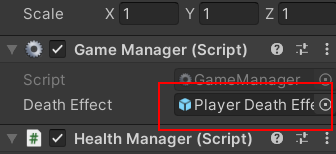 Scale X 1 Y 1 Z 1
Game Manager (Script)
Script GameManager
Death Effect Player Death Effe
# Health Manager (Script)